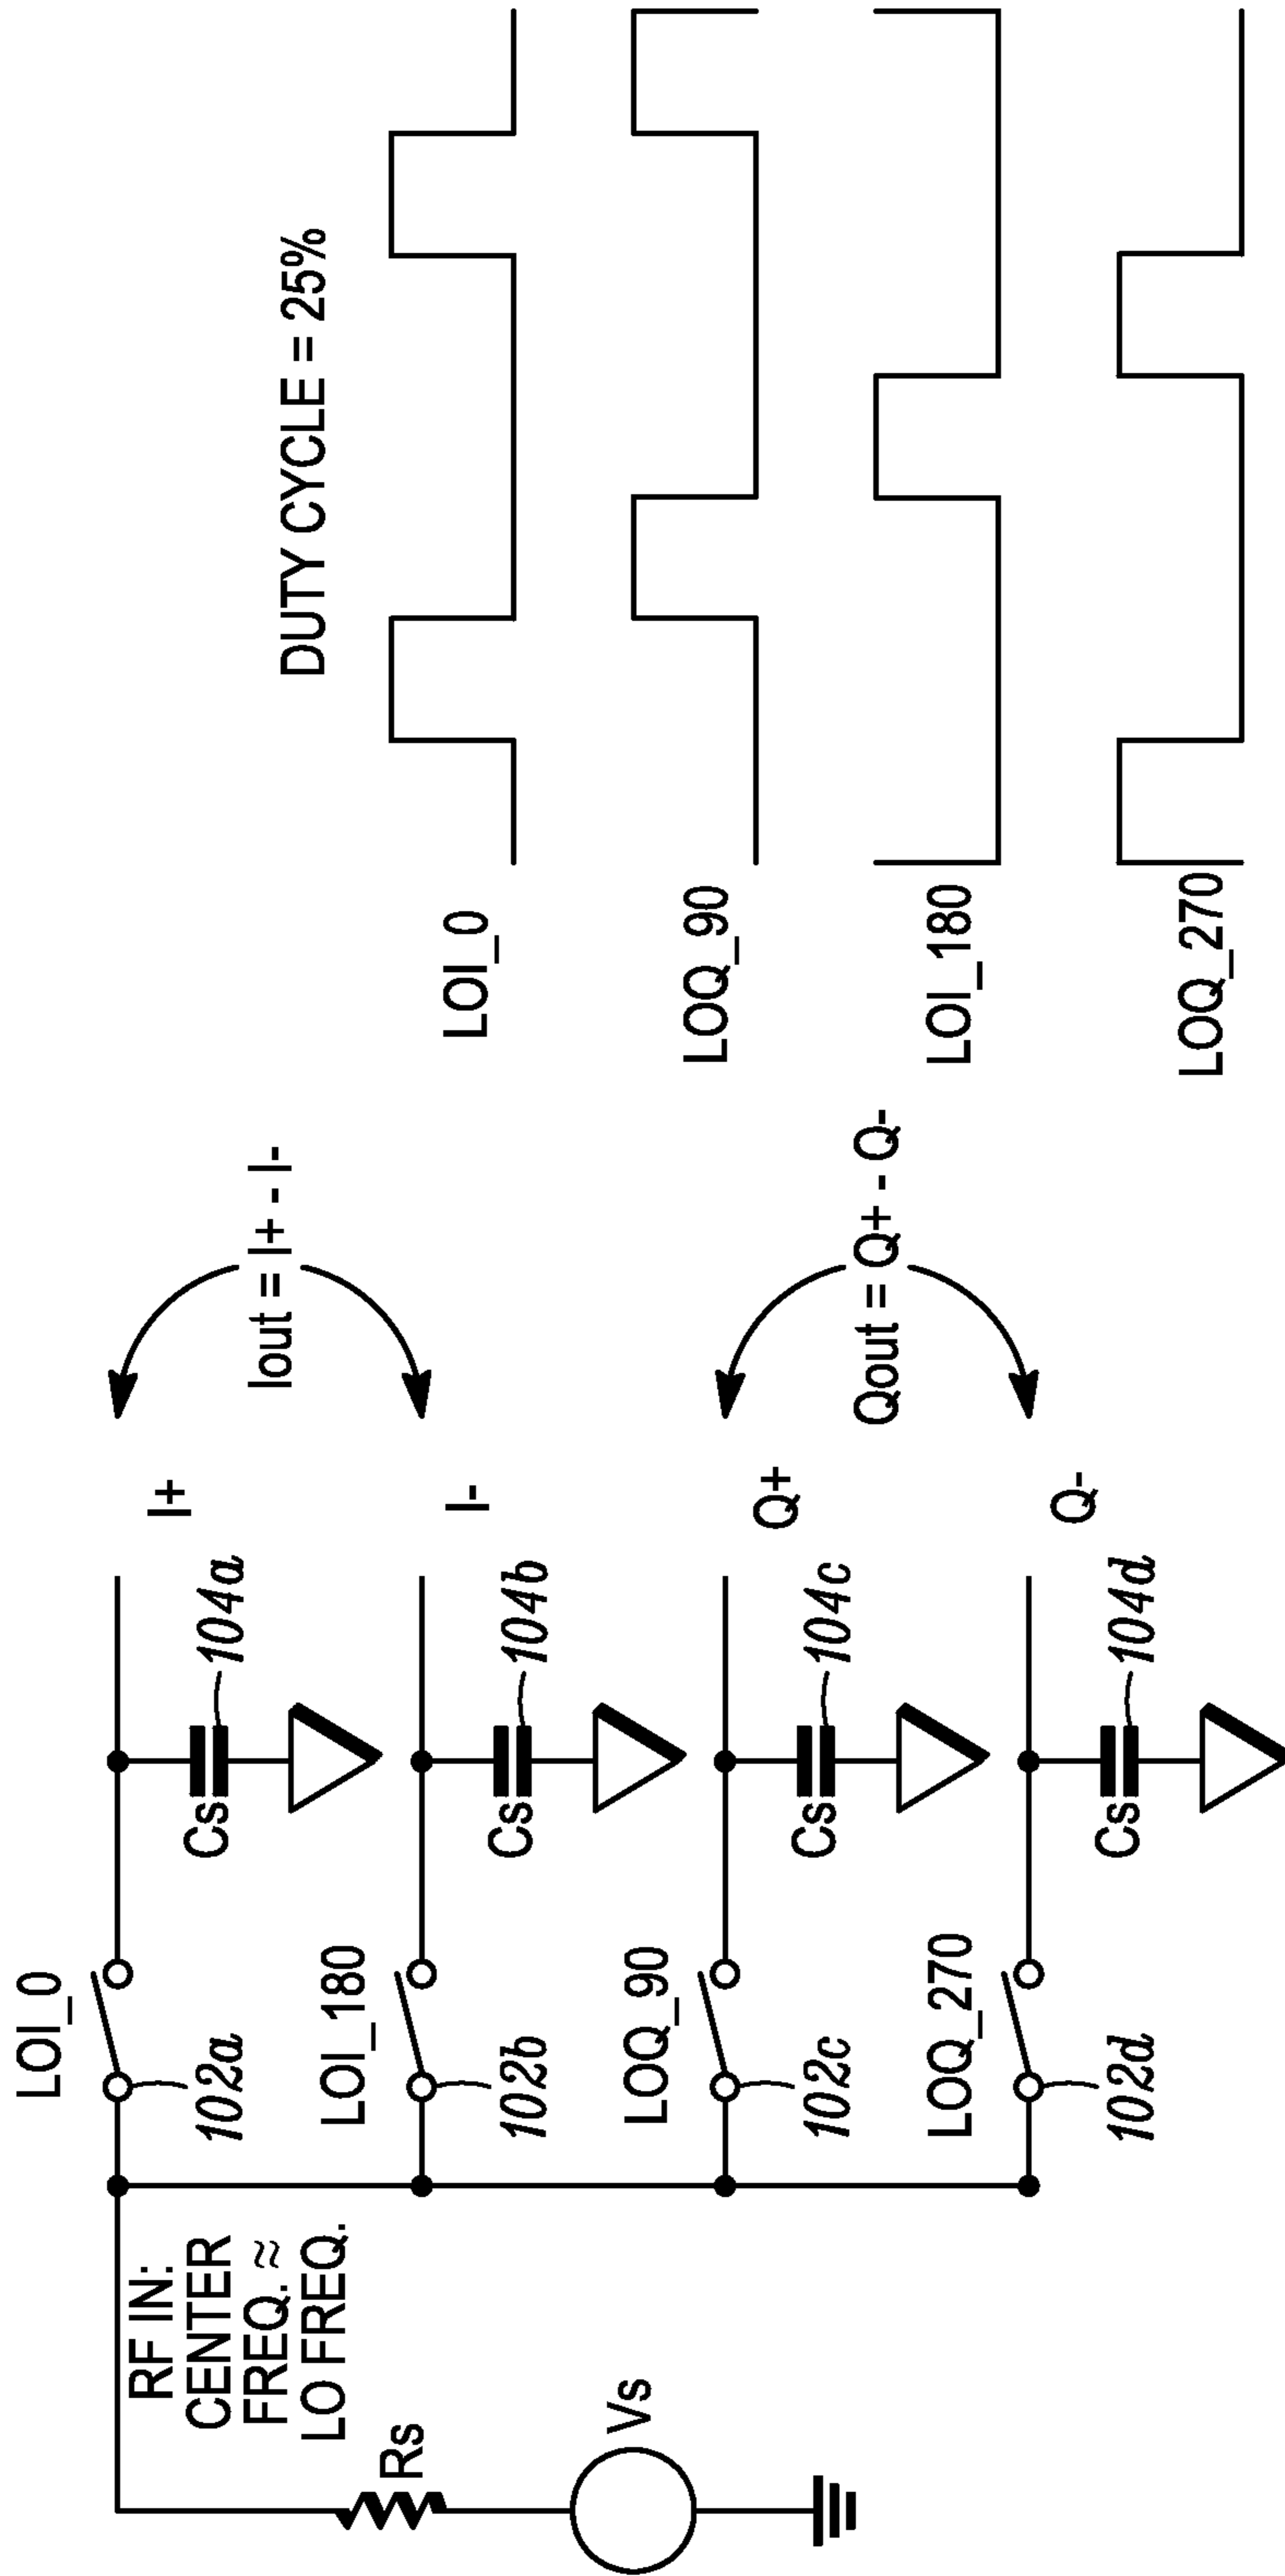 RF IN:
CENTER
FREQ. ≈
LO FREQ.
Rs
Vs
LOI_0
102a
Cs
104a
I+
LOI_180
102b
Cs
104b
I-
LOQ_90
102c
Cs
104c
Q+
LOQ_270
102d
Cs
104d
Q-
Iout = I+ - I-
Qout = Q+ - Q-
DUTY CYCLE = 25%
LOI_0
LOQ_90
LOI_180
LOQ_270